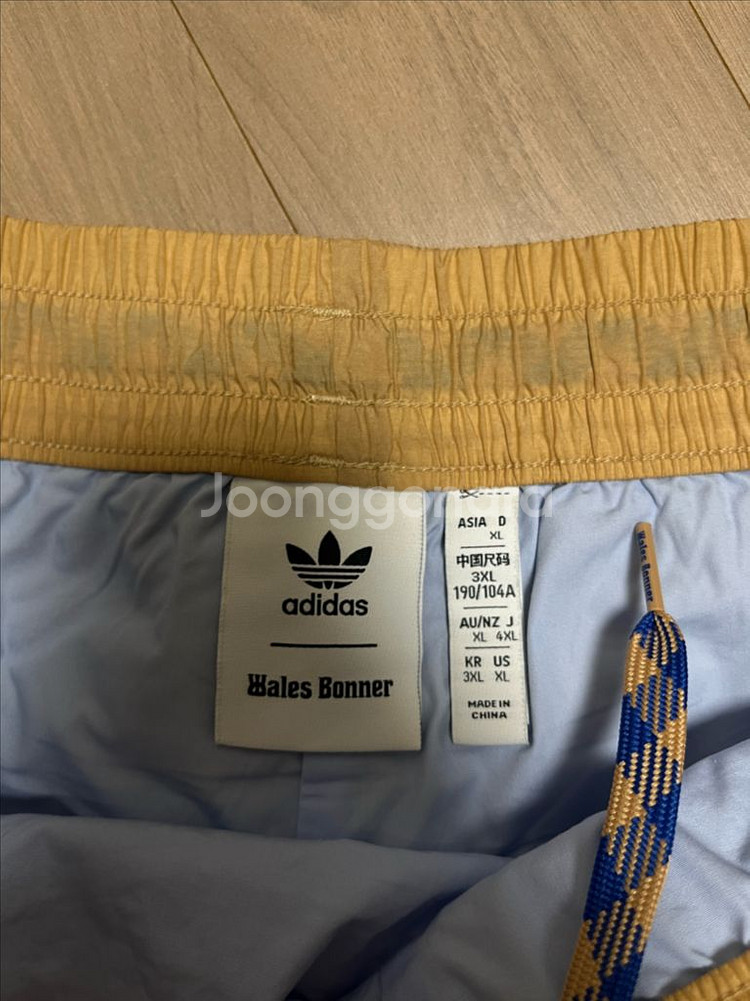 Joonggonara
adidas
Wales Bonner
ASIA D
XL
中国尺码
3XL
190/104A
AU/NZ J
XL 4XL
KR US
3XL XL
MADE IN
CHINA
Wales Bonner